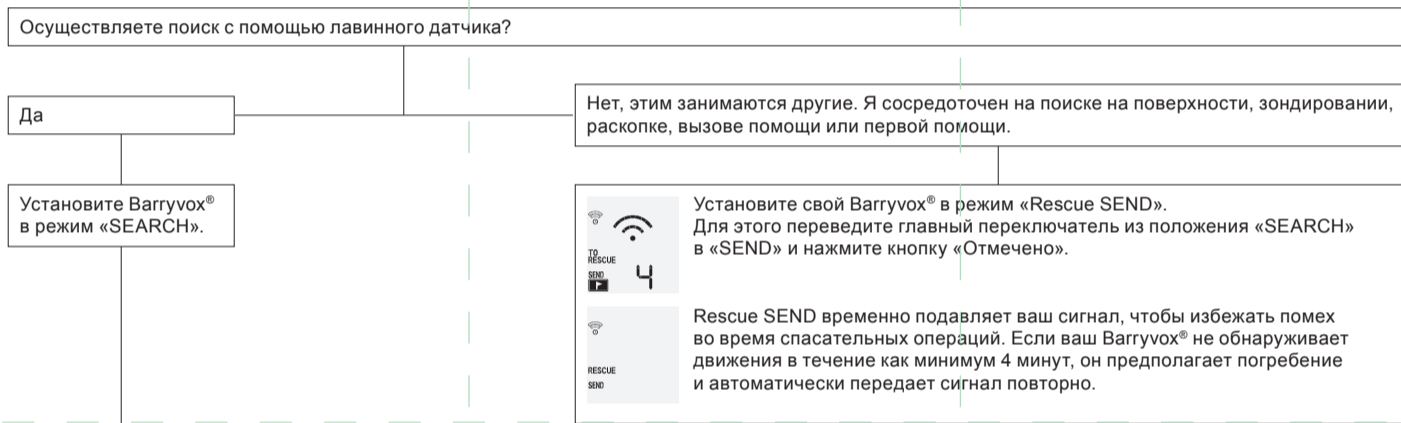 Осуществляете поиск с помощью лавинного датчика?
Да
Нет, этим занимаются другие. Я сосредоточен на поиске на поверхности, зондировании,
раскопке, вызове помощи или первой помощи.
Установите Barryvox®
в режим «SEARCH».
TO
RESCUE
SEND
4
Установите свой Barryvox® в режим «Rescue SEND».
Для этого переведите главный переключатель из положения «SEARCH»
в «SEND» и нажмите кнопку «Отмечено».
RESCUE
SEND
Rescue SEND временно подавляет ваш сигнал, чтобы избежать помех
во время спасательных операций. Если ваш Barryvox® не обнаруживает
движения в течение как минимум 4 минут, он предполагает погребение
и автоматически передает сигнал повторно.